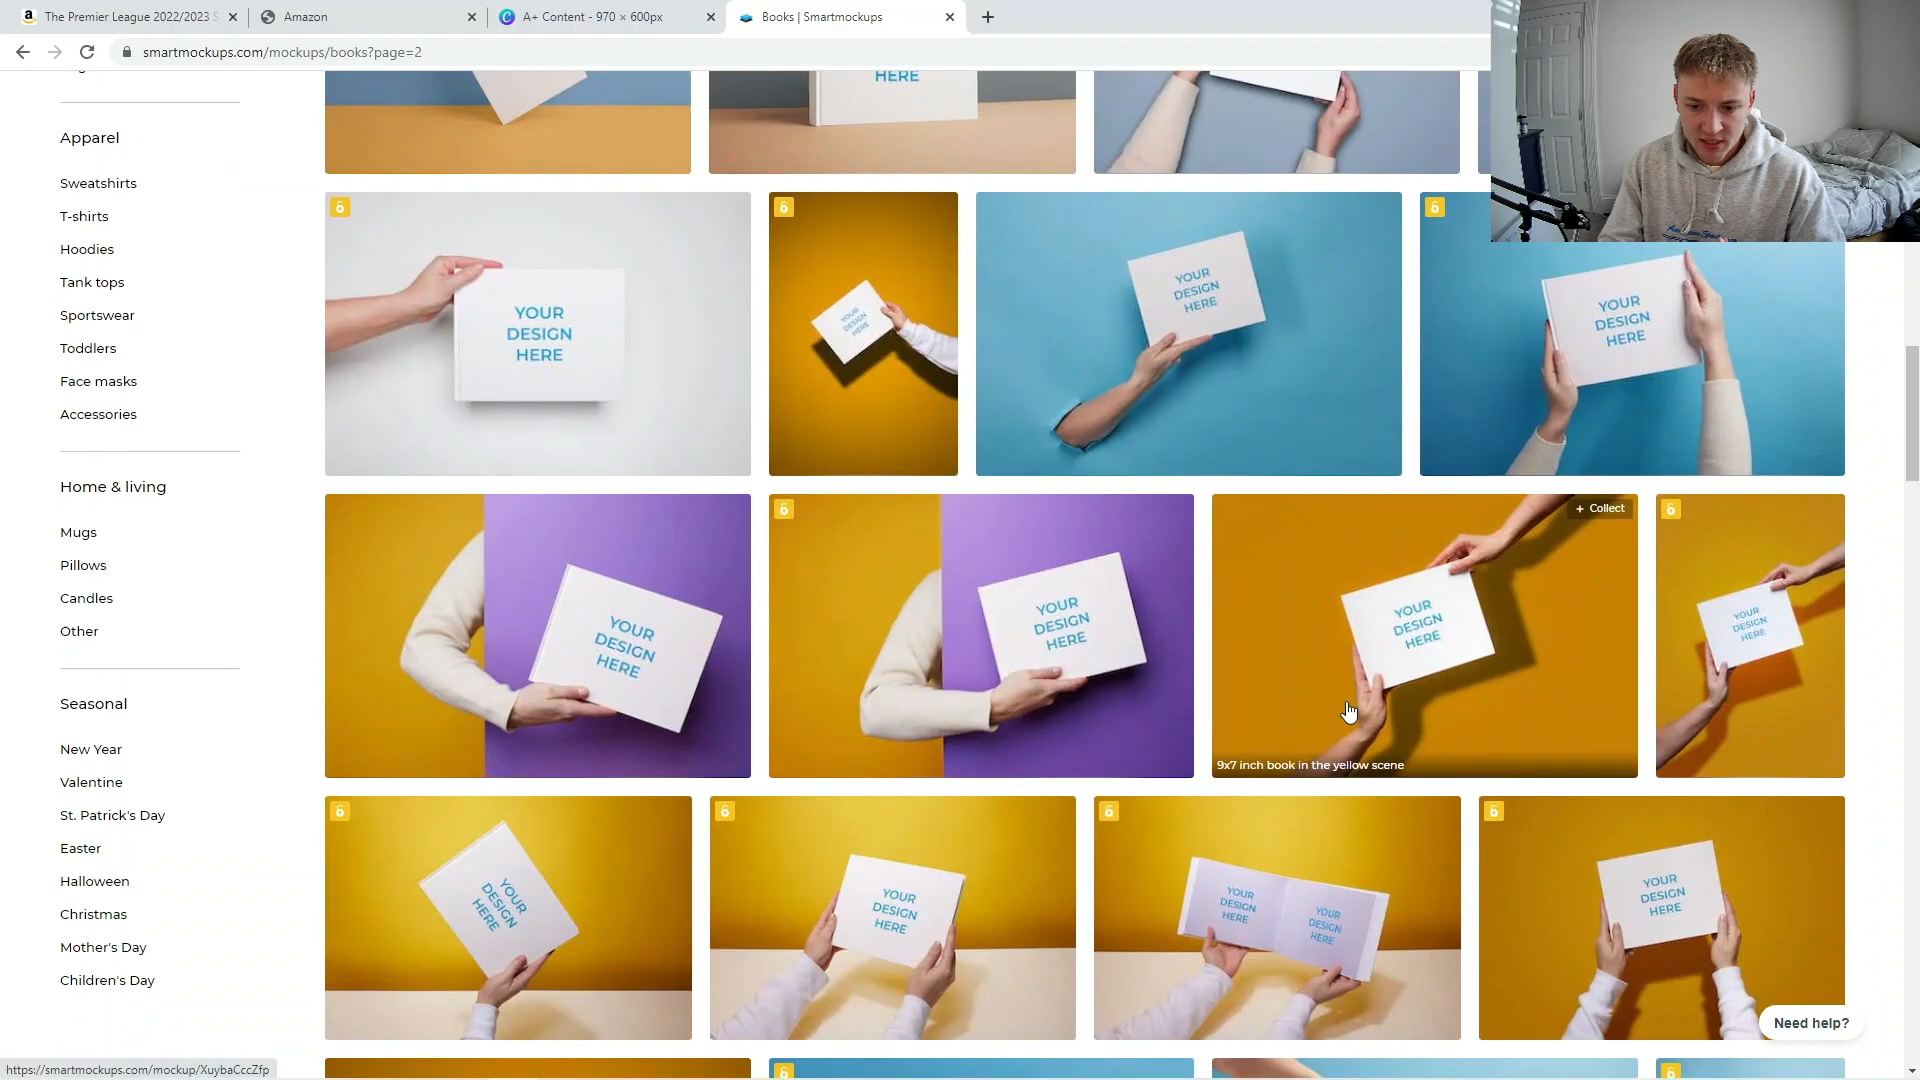 The Premier League 2022/2023 S
Amazon
A+ Content - 970 × 600px
Books | Smartmockups
smartmockups.com/mockups/books?page=2
HERE
Apparel
Sweatshirts
T-shirts
Hoodies
Tank tops
Sportswear
Toddlers
Face masks
Accessories
Home & living
Mugs
Pillows
Candles
Other
Seasonal
New Year
Valentine
St. Patrick's Day
Easter
Halloween
Christmas
Mother's Day
Children's Day
YOUR
DESIGN
HERE
YOUR
DESIGN
HERE
YOUR
DESIGN
HERE
YOUR
DESIGN
HERE
YOUR
DESIGN
HERE
YOUR
DESIGN
HERE
+ Collect
YOUR
DESIGN
HERE
9x7 inch book in the yellow scene
YOUR
DESIGN
HERE
YOUR
DESIGN
HERE
YOUR
DESIGN
HERE
YOUR
DESIGN
HERE
YOUR
DESIGN
HERE
YOUR
DESIGN
HERE
Need help?
https://smartmockups.com/mockup/XuybaCccZfp